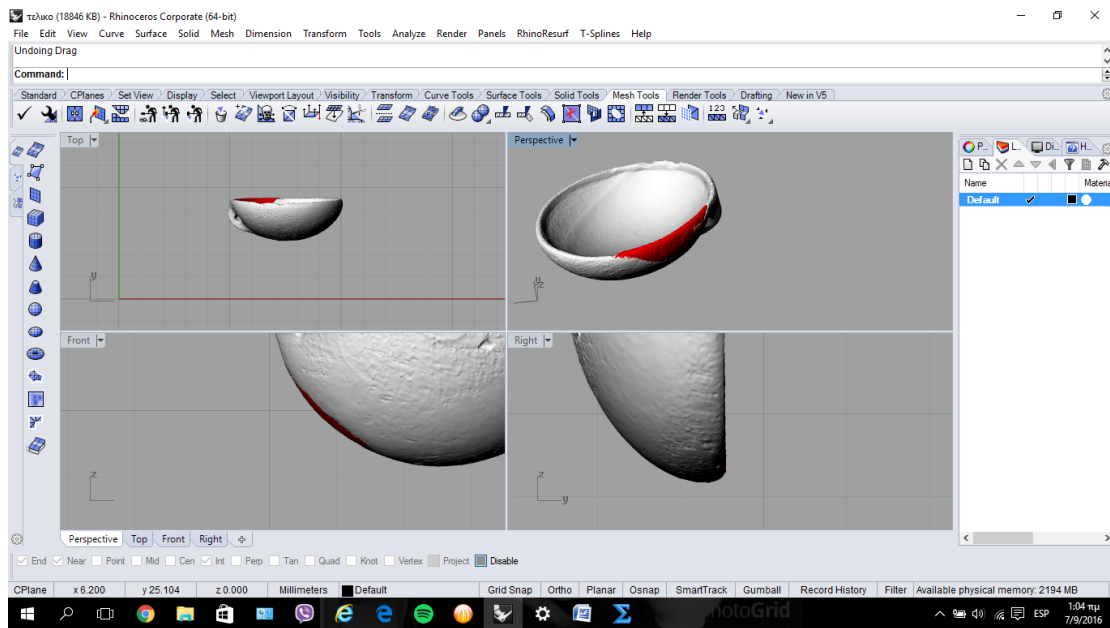 τελικο (18846 KB) - Rhinoceros Corporate (64-bit)
File Edit View Curve Surface Solid Mesh Dimension Transform Tools Analyze Render Panels RhinoResurf T-Splines Help
Undoing Drag
Command:
Standard CPlanes Set View Display Select Viewport Layout Visibility Transform Curve Tools Surface Tools Solid Tools Mesh Tools Render Tools Drafting New in V5
123
Top
Perspective
P... L... Di... H...
Name Materia
Default
y
z
y
Front
Right
z
z
y
Perspective Top Front Right
End Near Point Mid Cen Int Perp Tan Quad Knot Vertex Project Disable
CPlane x 6.200 y 25.104 z 0.000 Millimeters Default Grid Snap Ortho Planar Osnap SmartTrack Gumball Record History Filter Available physical memory: 2194 MB
ESP
1:04 πμ
7/9/2016